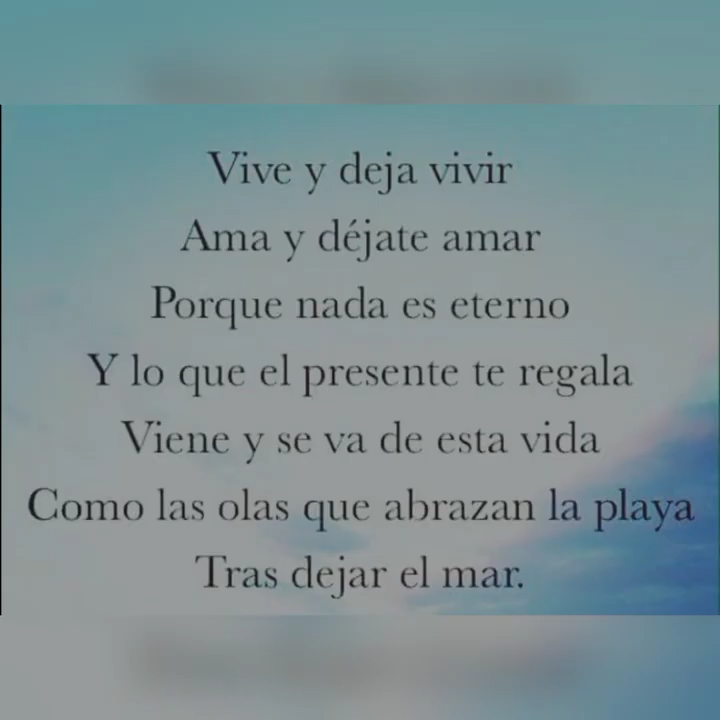 Vive y deja vivir
Ama y déjate amar
Porque nada es eterno
Y lo que el presente te regala
Viene y se va de esta vida
Como las olas que abrazan la playa
Tras dejar el mar.